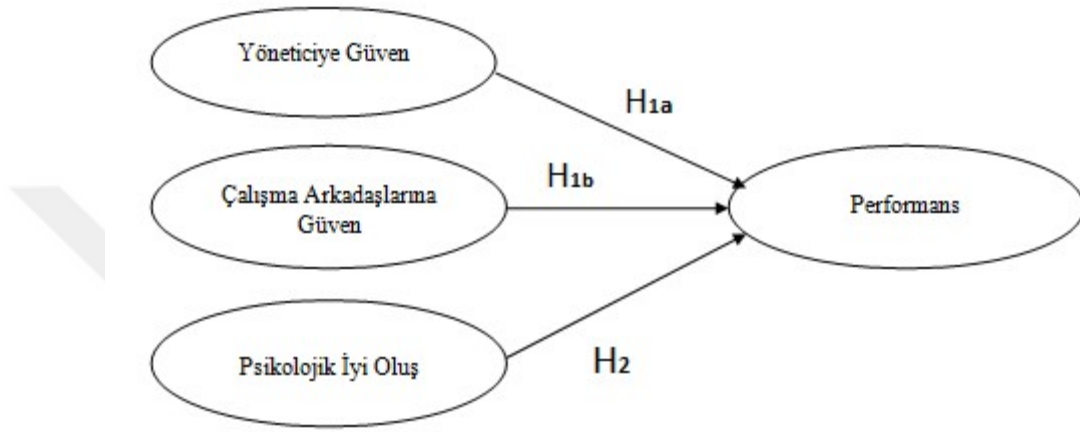 Yöneticiye Güven
H1a
Çalışma Arkadaşlarına
Güven
H1b
Performans
Psikolojik İyi Oluş
H2